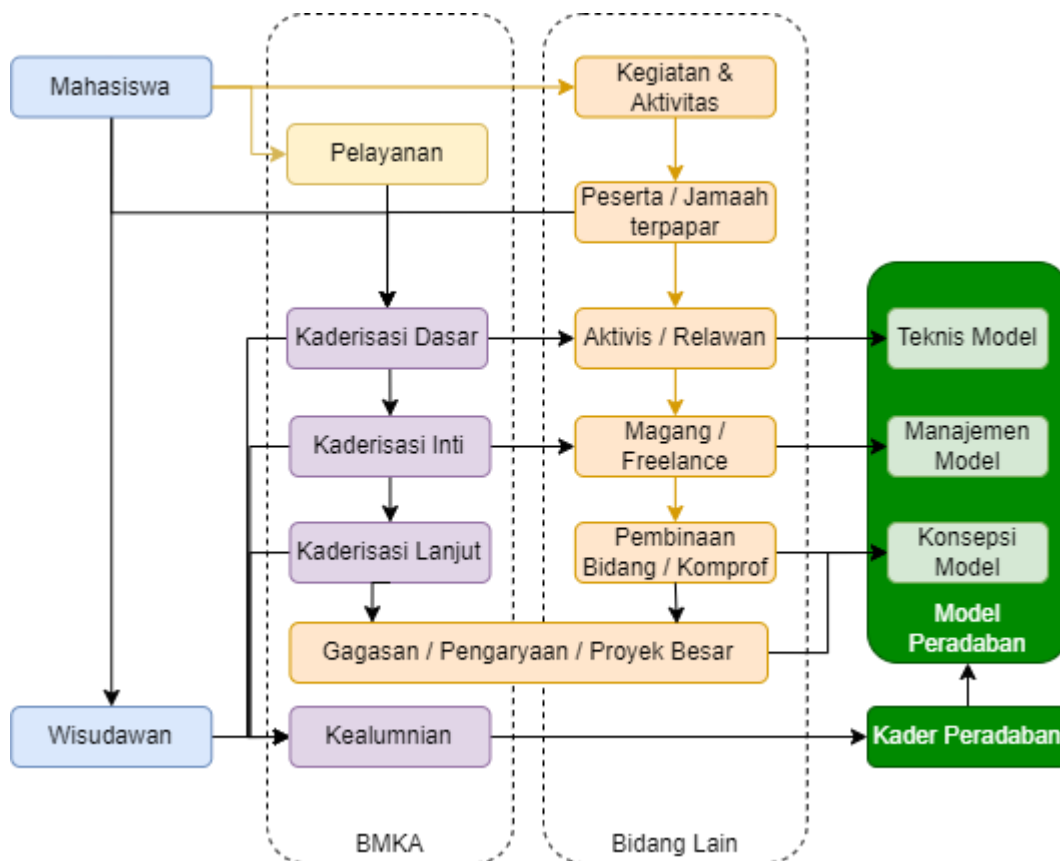 Mahasiswa
Kegiatan &
Aktivitas
Pelayanan
Peserta / Jamaah
terpapar
Kaderisasi Dasar
Aktivis / Relawan
Teknis Model
Kaderisasi Inti
Magang /
Freelance
Manajemen
Model
Kaderisasi Lanjut
Pembinaan
Bidang / Komprof
Konsepsi
Model
Model
Peradaban
Gagasan / Pengaryaan / Proyek Besar
Wisudawan
Kealumnian
Kader Peradaban
BMKA
Bidang Lain